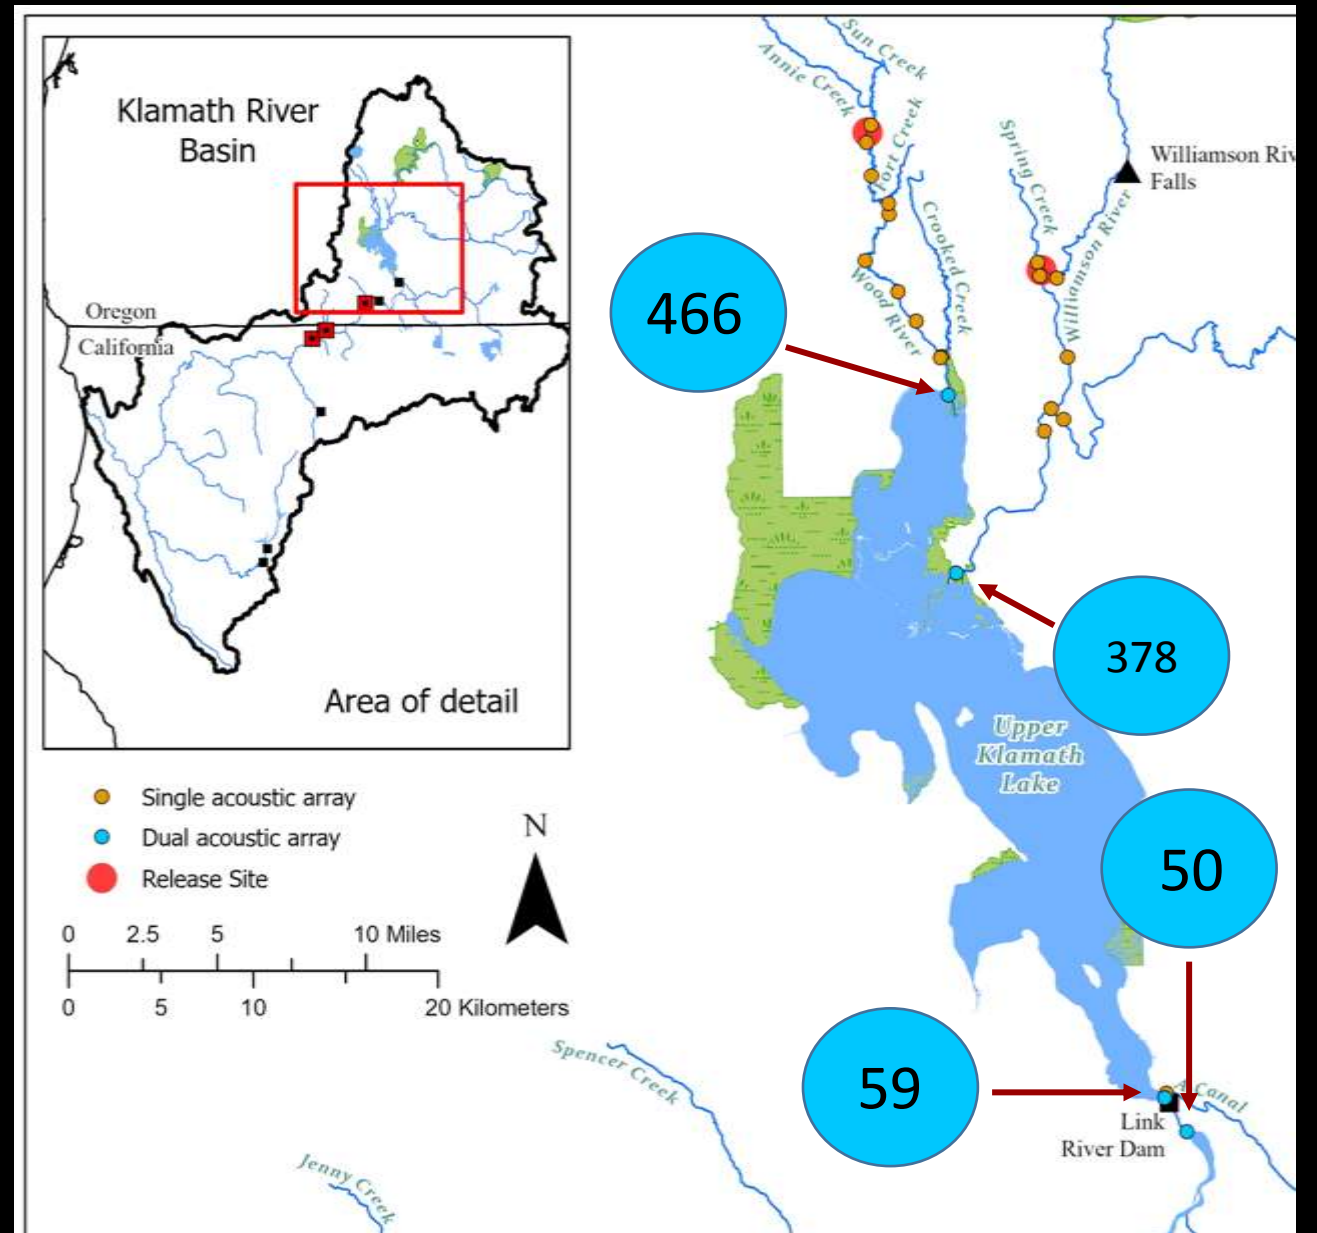 Klamath River
Basin
Oregon
California
Area of detail
Single acoustic array
Dual acoustic array
Release Site
0 2.5 5 10 Miles
0 5 10 20 Kilometers
N
Sun Creek
Annie Creek
Fort Creek
Crooked Creek
Wood River
Spring Creek
Williamson River
Williamson Riv
Falls
466
378
Upper
Klamath
Lake
50
59
A Canal
Link
River Dam
Spencer Creek
Jenny Creek